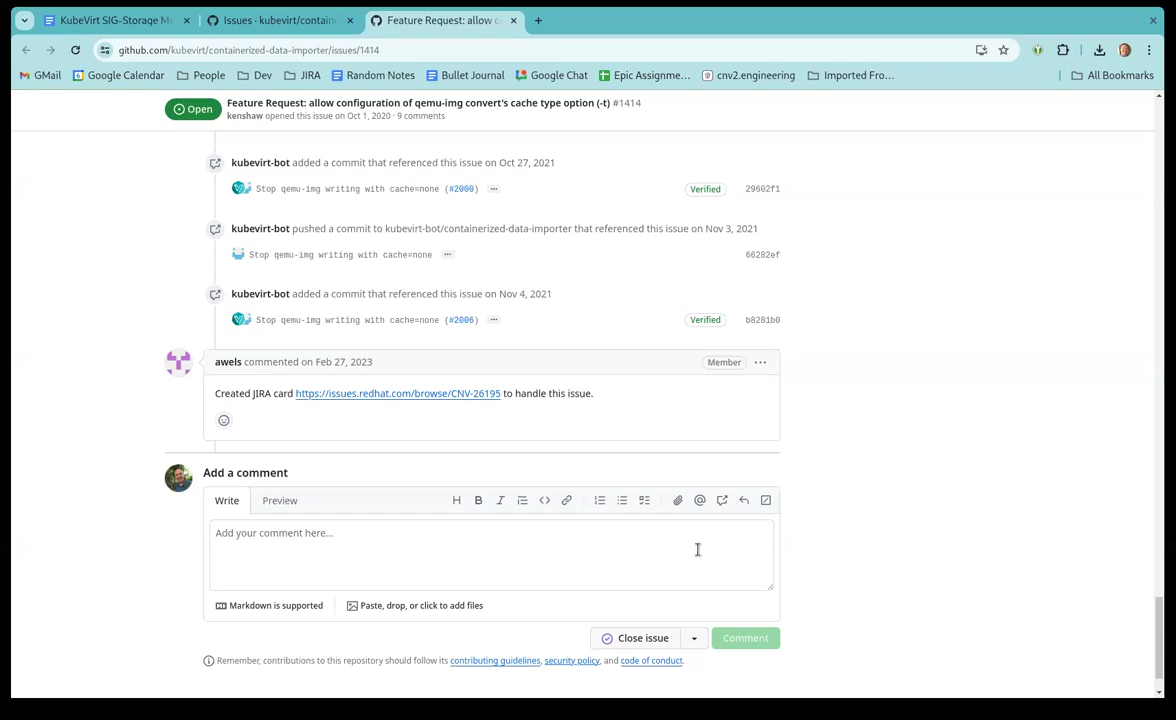 KubeVirt SIG-Storage M
Issues · kubevirt/contain
Feature Request: allow c
github.com/kubevirt/containerized-data-importer/issues/1414
GMail
Google Calendar
People
Dev
JIRA
Random Notes
Bullet Journal
Google Chat
Epic Assignme...
cnv2.engineering
Imported Fro...
All Bookmarks
Open
Feature Request: allow configuration of qemu-img convert's cache type option (-t) #1414
kenshaw opened this issue on Oct 1, 2020 · 9 comments
kubevirt-bot added a commit that referenced this issue on Oct 27, 2021
Stop qemu-img writing with cache=none (#2000) ... Verified 29602f1
kubevirt-bot pushed a commit to kubevirt-bot/containerized-data-importer that referenced this issue on Nov 3, 2021
Stop qemu-img writing with cache=none ... 66282ef
kubevirt-bot added a commit that referenced this issue on Nov 4, 2021
Stop qemu-img writing with cache=none (#2006) ... Verified b8281b0
awels commented on Feb 27, 2023 Member ...
Created JIRA card https://issues.redhat.com/browse/CNV-26195 to handle this issue.
Add a comment
Write Preview
Add your comment here...
Markdown is supported
Paste, drop, or click to add files
Close issue Comment
Remember, contributions to this repository should follow its contributing guidelines, security policy, and code of conduct.